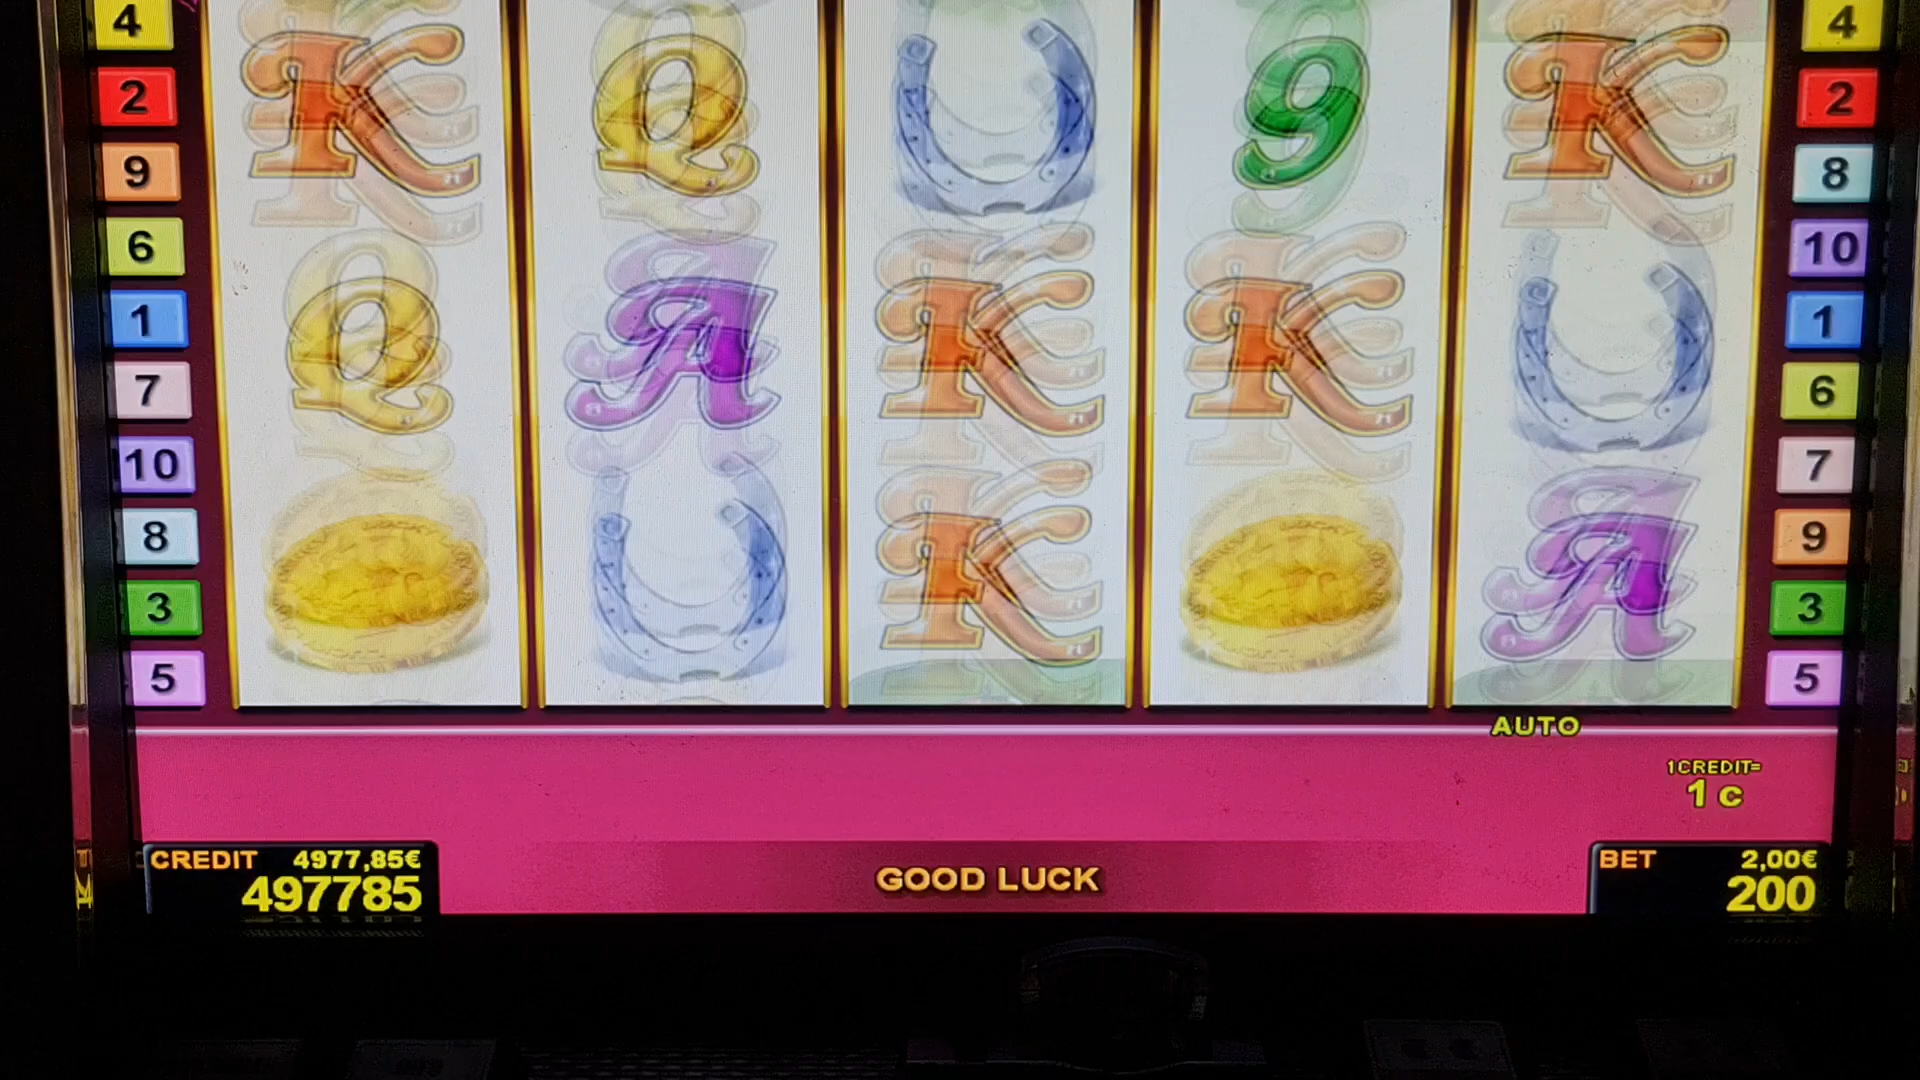 4 K Q 9 K 4
2 2
9 8
6 Q A K K 10
1 1
7 6
10 7
8 K A 9
3 3
5 5
AUTO
1CREDIT=
1 C
CREDIT 4977,85€
497785
GOOD LUCK
BET 2,00€
200